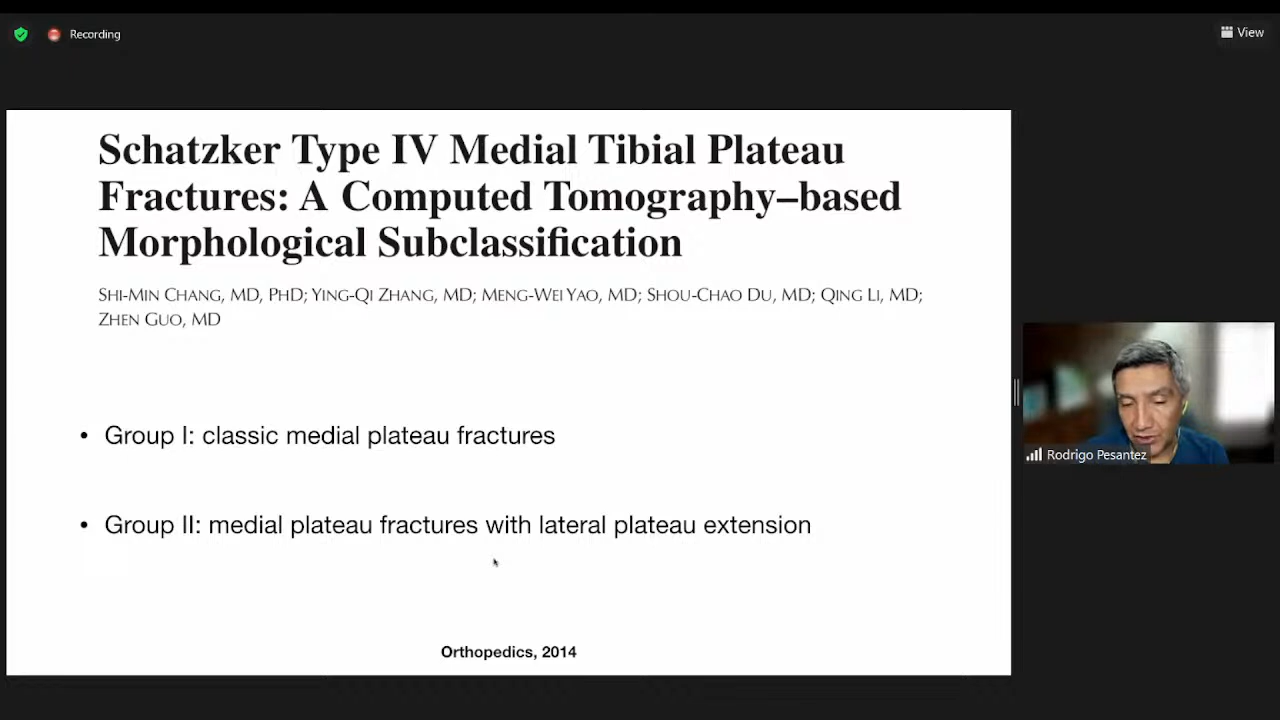 Recording
View
Schatzker Type IV Medial Tibial Plateau
Fractures: A Computed Tomography–based
Morphological Subclassification
SHI-MIN CHANG, MD, PHD; YING-QI ZHANG, MD; MENG-WEI YAO, MD; SHOU-CHAO DU, MD; QING LI, MD;
ZHEN GUO, MD
• Group I: classic medial plateau fractures
• Group II: medial plateau fractures with lateral plateau extension
Orthopedics, 2014
Rodrigo Pesantez